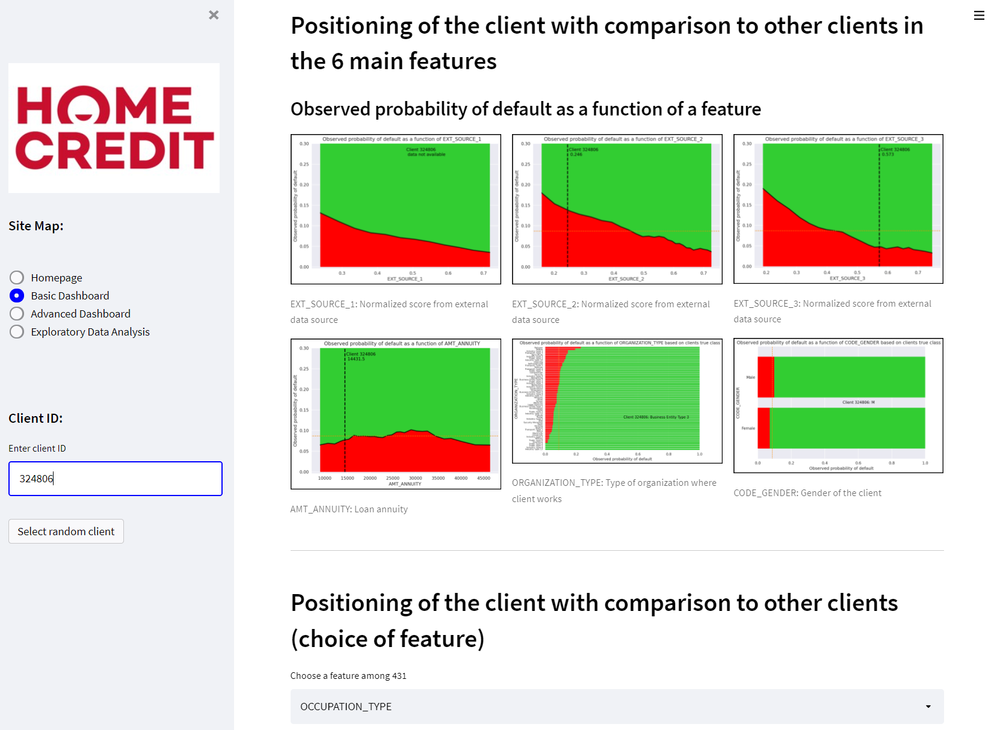 HOME
CREDIT
Site Map:
Homepage
Basic Dashboard
Advanced Dashboard
Exploratory Data Analysis
Client ID:
Enter client ID
324806
Select random client
Positioning of the client with comparison to other clients in
the 6 main features
Observed probability of default as a function of a feature
Observed probability of default as a function of EXT_SOURCE_1
Client 324806
data not available
Observed probability of default
0.30
0.25
0.20
0.15
0.10
0.05
0.00
0.3 0.4 0.5 0.6 0.7
EXT_SOURCE_1
EXT_SOURCE_1: Normalized score from external
data source
Observed probability of default as a function of EXT_SOURCE_2
Client 324806
0.246
Observed probability of default
0.30
0.25
0.20
0.15
0.10
0.05
0.00
0.2 0.3 0.4 0.5 0.6 0.7
EXT_SOURCE_2
EXT_SOURCE_2: Normalized score from external
data source
Observed probability of default as a function of EXT_SOURCE_3
Client 324806
0.573
Observed probability of default
0.30
0.25
0.20
0.15
0.10
0.05
0.00
0.2 0.3 0.4 0.5 0.6 0.7
EXT_SOURCE_3
EXT_SOURCE_3: Normalized score from external
data source
Observed probability of default as a function of AMT_ANNUITY
Client 324806
14431.5
Observed probability of default
0.30
0.25
0.20
0.15
0.10
0.05
0.00
10000 15000 20000 25000 30000 35000 40000 45000
AMT_ANNUITY
AMT_ANNUITY: Loan annuity
Observed probability of default as a function of ORGANIZATION_TYPE based on clients true class
ORGANIZATION_TYPE
Client 324806: Business Entity Type 3
0.0 0.2 0.4 0.6 0.8 1.0
Observed probability of default
ORGANIZATION_TYPE: Type of organization where
client works
Observed probability of default as a function of CODE_GENDER based on clients true class
CODE_GENDER
Male
Client 324806: M
Female
0.0 0.2 0.4 0.6 0.8 1.0
Observed probability of default
CODE_GENDER: Gender of the client
Positioning of the client with comparison to other clients
(choice of feature)
Choose a feature among 431
OCCUPATION_TYPE